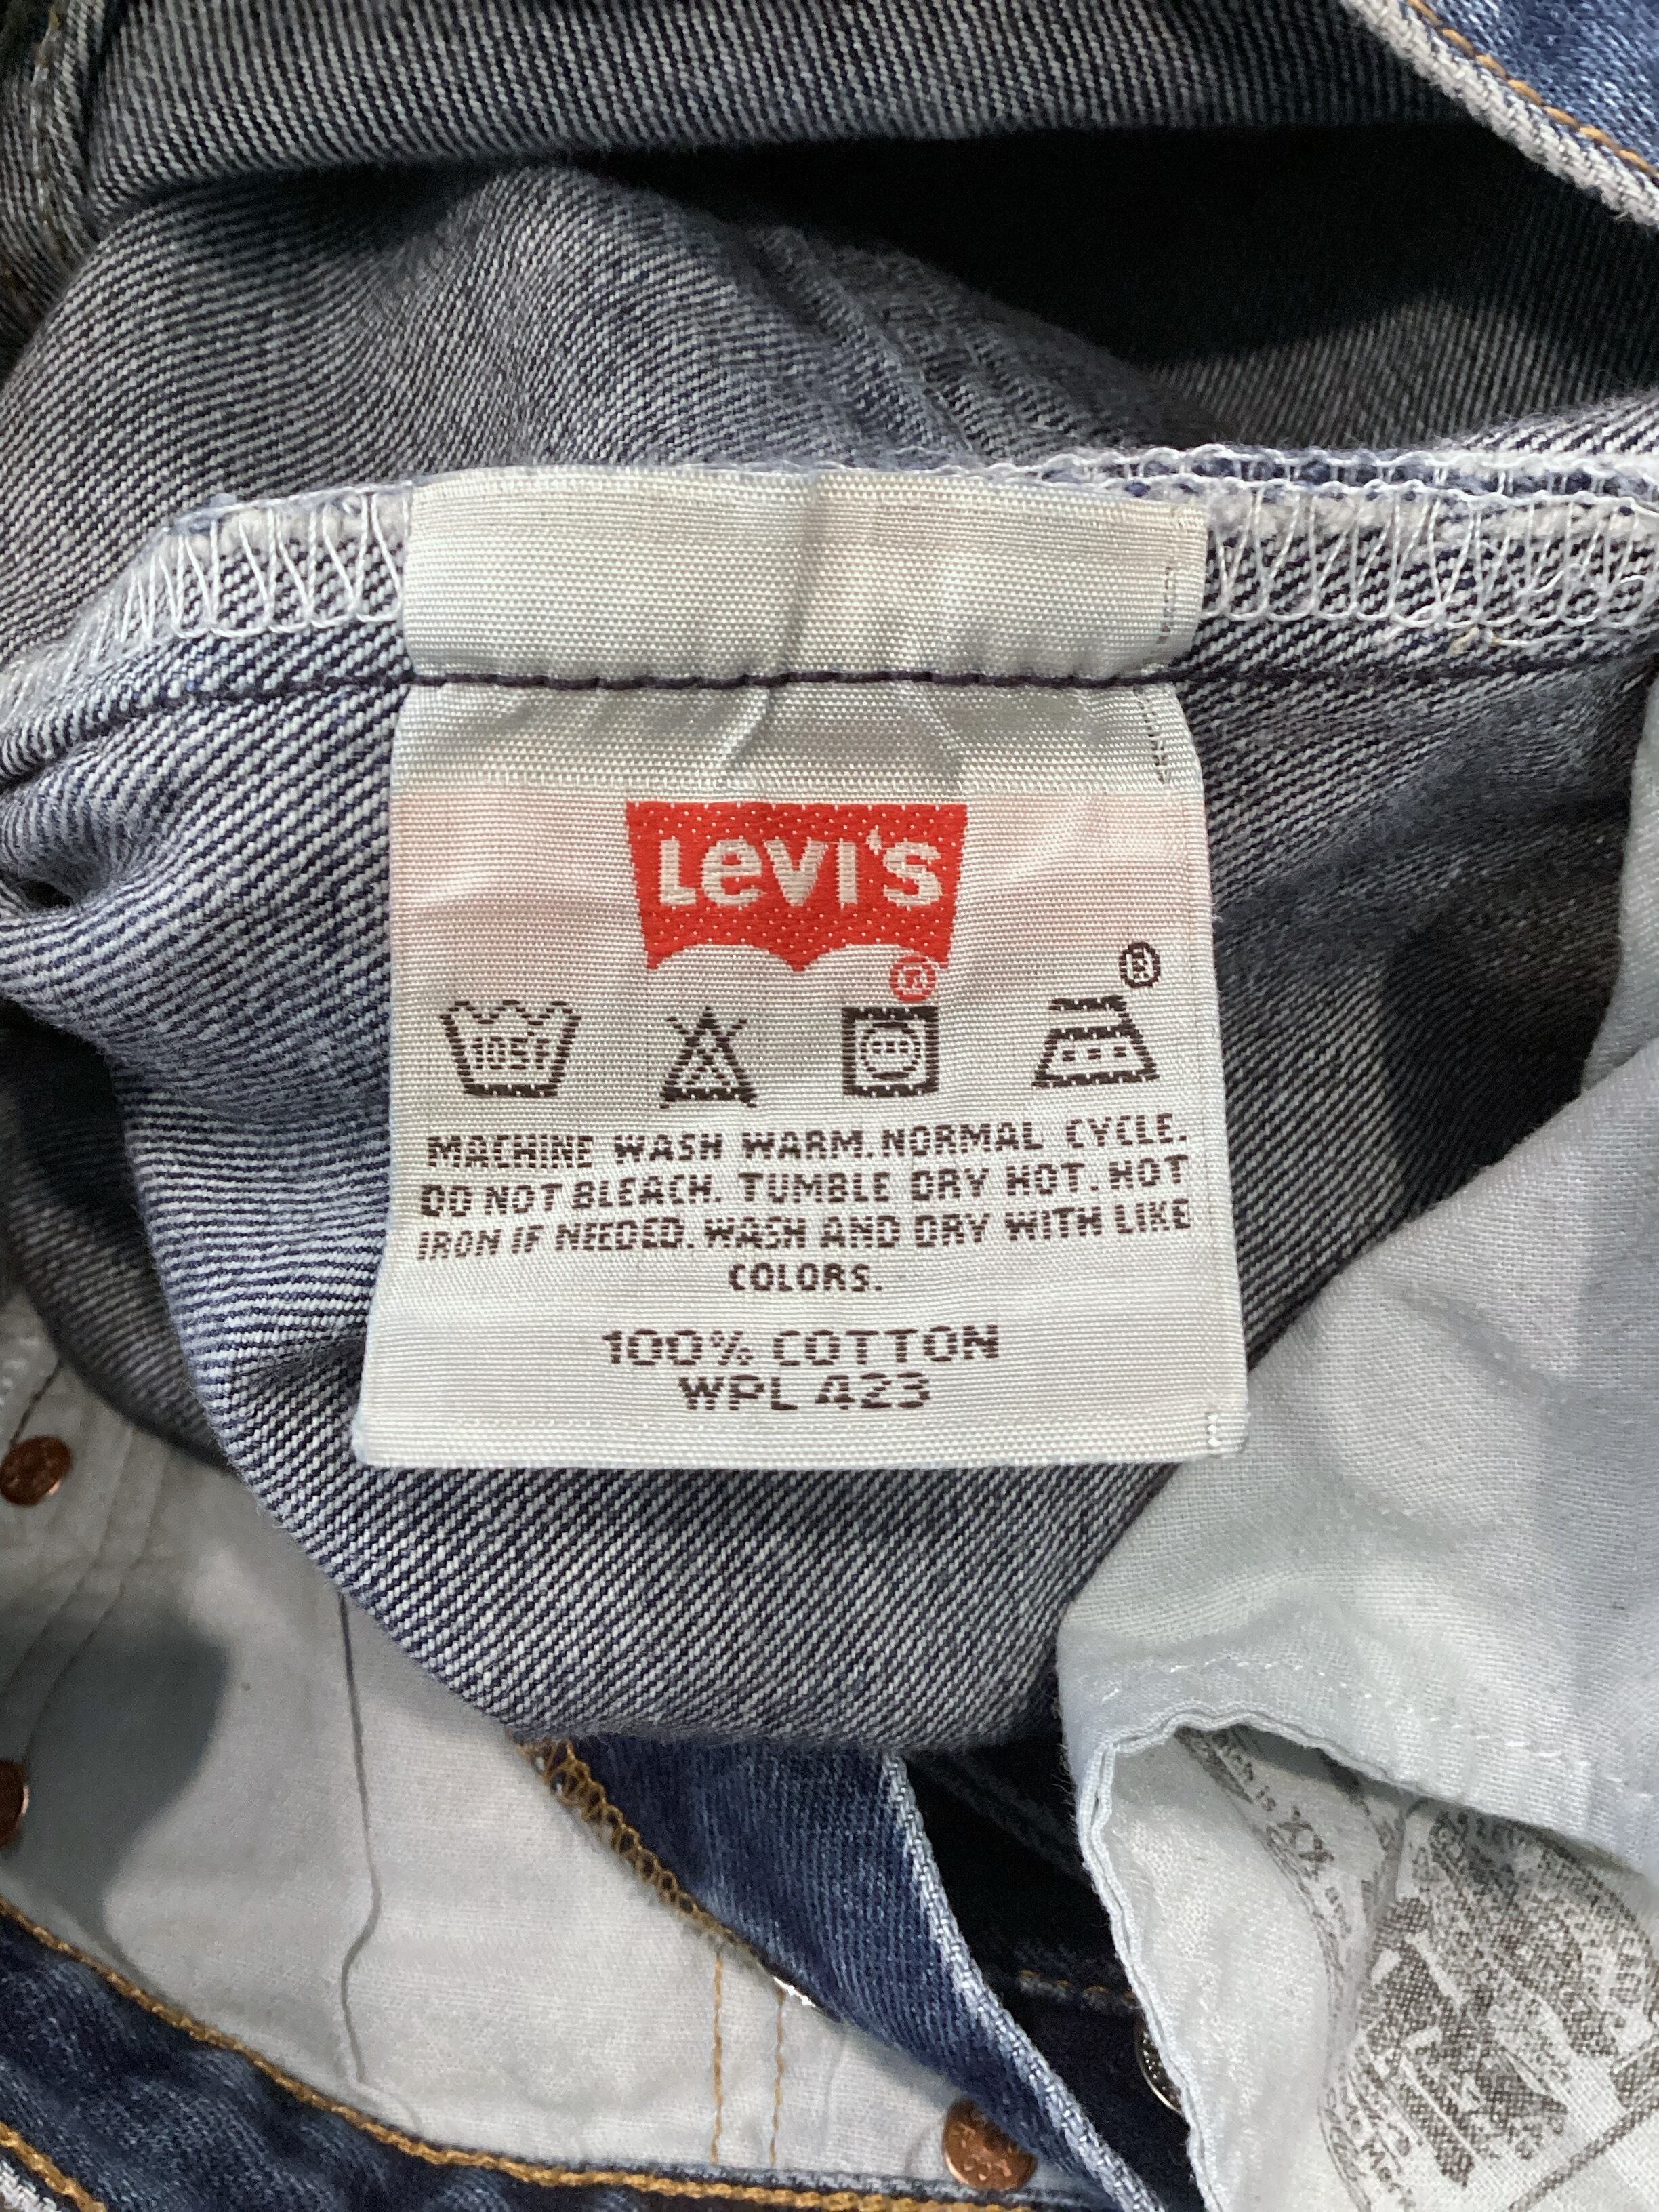 Levi's
®
®
105F
MACHINE WASH WARM. NORMAL CYCLE.
DO NOT BLEACH. TUMBLE DRY HOT. HOT
IRON IF NEEDED. WASH AND DRY WITH LIKE
COLORS.
100% COTTON
WPL 423